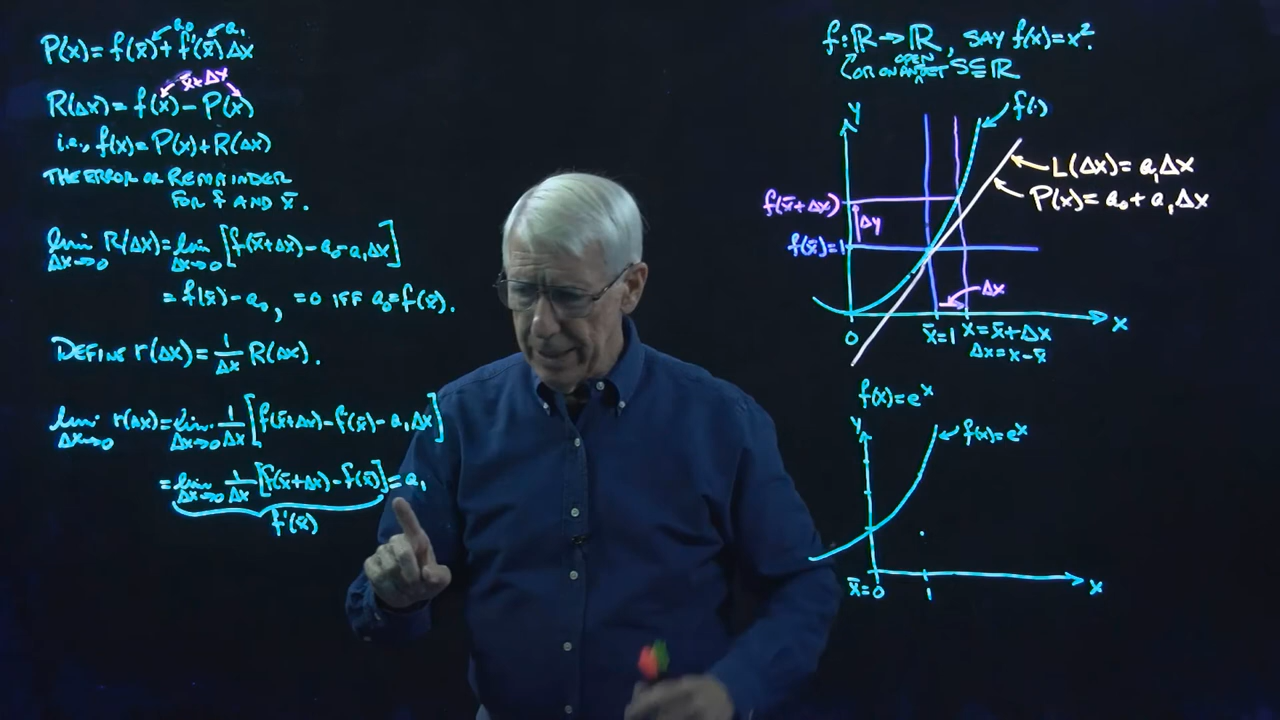 a₀ a₁
P(x) = f(x̄) + f'(x̄) Δx
x̄+Δx
R(Δx) = f(x) − P(x)
i.e., f(x) = P(x) + R(Δx)
THE ERROR OR REMAINDER
FOR f AND x̄.
lim Δx→0 R(Δx) = lim Δx→0 [f(x̄+Δx) − a₀ − a₁Δx]
= f(x̄) − a₀, = 0 IFF a₀ = f(x̄).
DEFINE r(Δx) = 1/Δx R(Δx).
lim Δx→0 r(Δx) = lim Δx→0 1/Δx [f(x̄+Δx) − f(x̄) − a₁Δx]
= lim Δx→0 1/Δx [f(x̄+Δx) − f(x̄)] = a₁
f'(x̄)
f: ℝ → ℝ, SAY f(x) = x².
OR ON AN OPEN SET S ⊆ ℝ
Y
f(·)
L(Δx) = a₁Δx
P(x) = a₀ + a₁Δx
f(x̄+Δx)
Δy
f(x̄) = 1
Δx
0 x̄=1 x = x̄+Δx X
Δx = x − x̄
f(x) = eˣ
Y
f(x) = eˣ
x̄=0 1 X